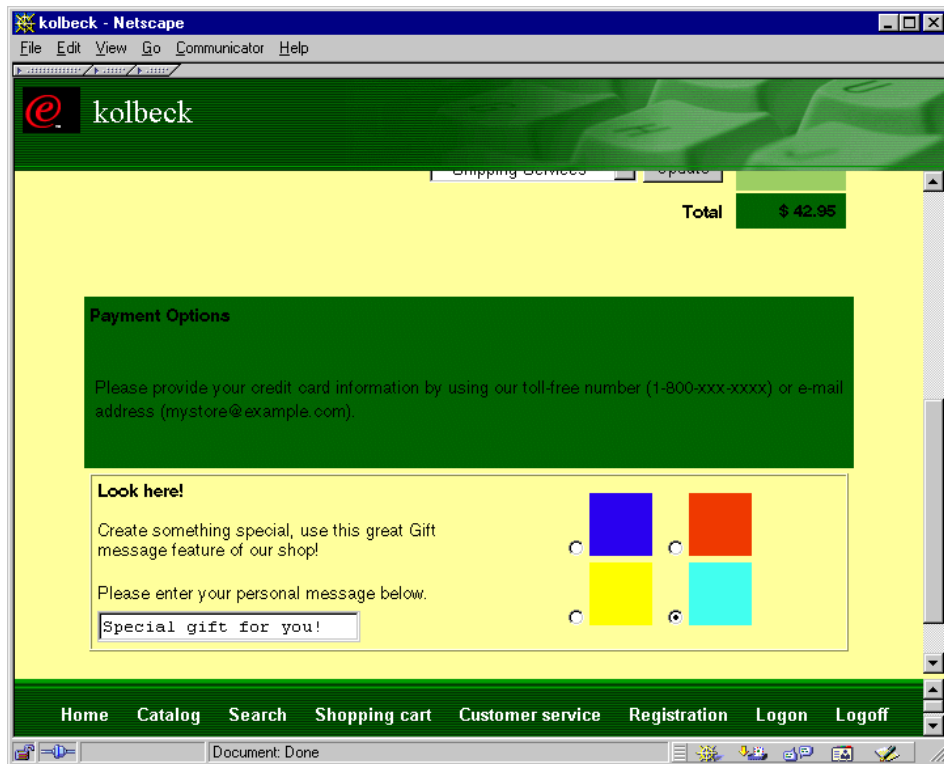 kolbeck - Netscape
File Edit View Go Communicator Help
e
kolbeck
Shipping Services Update
Total $ 42.95
Payment Options
Please provide your credit card information by using our toll-free number (1-800-xxx-xxxx) or e-mail
address (mystore@example.com).
Look here!
Create something special, use this great Gift
message feature of our shop!
Please enter your personal message below.
Special gift for you!
Home Catalog Search Shopping cart Customer service Registration Logon Logoff
Document: Done